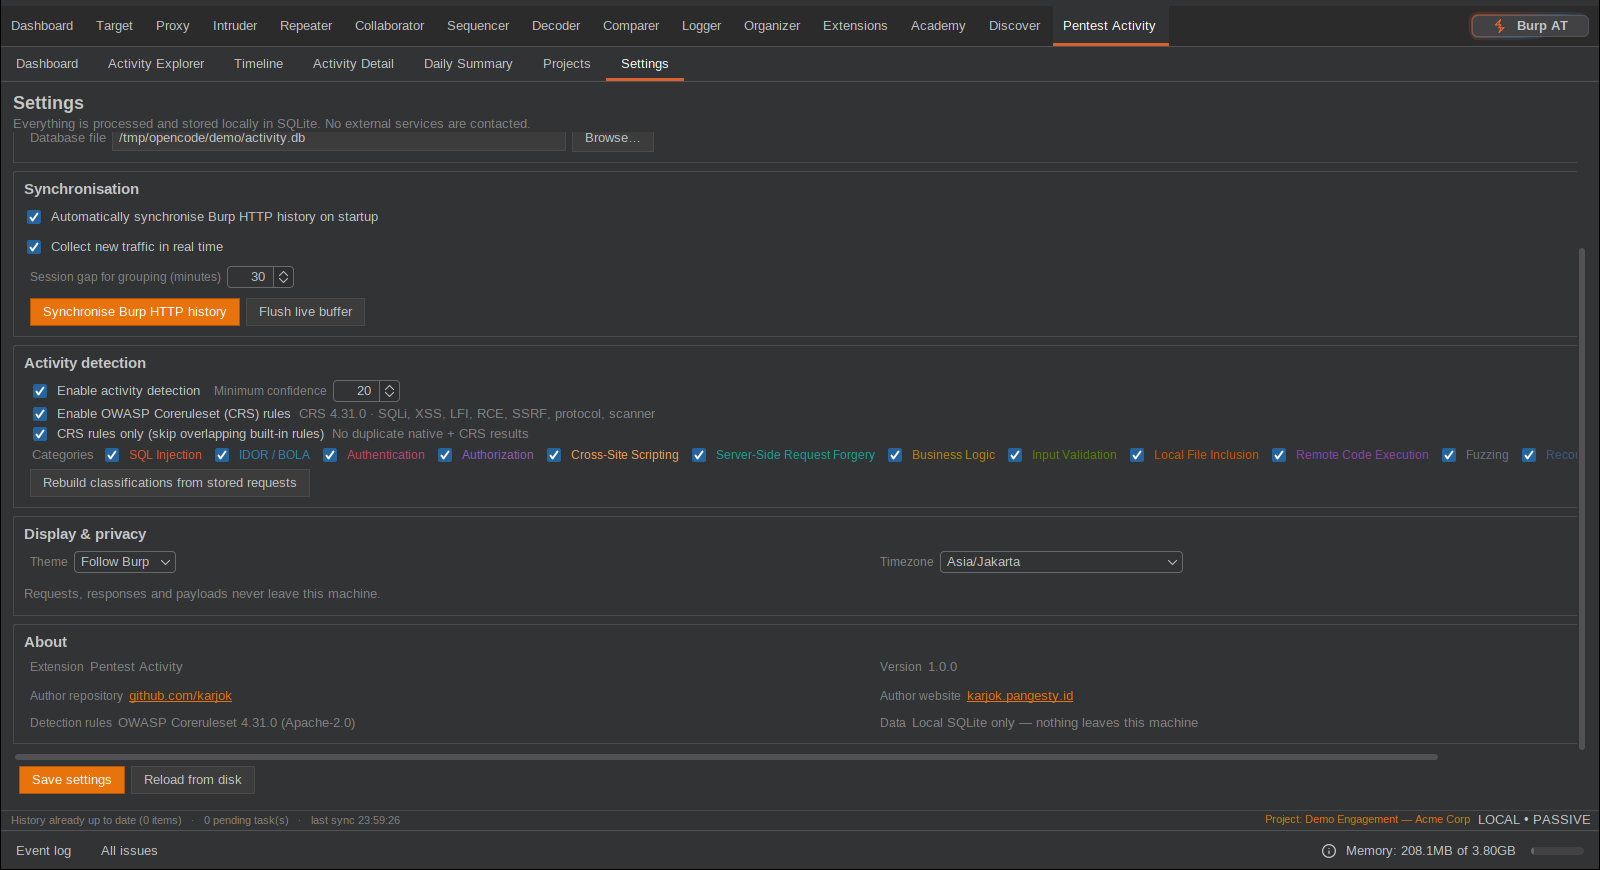 Dashboard Target Proxy Intruder Repeater Collaborator Sequencer Decoder Comparer Logger Organizer Extensions Academy Discover Pentest Activity Burp AT
Dashboard Activity Explorer Timeline Activity Detail Daily Summary Projects Settings
Settings
Everything is processed and stored locally in SQLite. No external services are contacted.
Database file /tmp/opencode/demo/activity.db Browse...
Synchronisation
Automatically synchronise Burp HTTP history on startup
Collect new traffic in real time
Session gap for grouping (minutes) 30
Synchronise Burp HTTP history Flush live buffer
Activity detection
Enable activity detection Minimum confidence 20
Enable OWASP Coreruleset (CRS) rules CRS 4.31.0 · SQLi, XSS, LFI, RCE, SSRF, protocol, scanner
CRS rules only (skip overlapping built-in rules) No duplicate native + CRS results
Categories SQL Injection IDOR / BOLA Authentication Authorization Cross-Site Scripting Server-Side Request Forgery Business Logic Input Validation Local File Inclusion Remote Code Execution Fuzzing
Rebuild classifications from stored requests
Display & privacy
Theme Follow Burp Timezone Asia/Jakarta
Requests, responses and payloads never leave this machine.
About
Extension Pentest Activity Version 1.0.0
Author repository github.com/karjok Author website karjok.pangesty.id
Detection rules OWASP Coreruleset 4.31.0 (Apache-2.0) Data Local SQLite only — nothing leaves this machine
Save settings Reload from disk
History already up to date (0 items) · 0 pending task(s) · last sync 23:59:26 Project: Demo Engagement — Acme Corp LOCAL • PASSIVE
Event log All issues Memory: 208.1MB of 3.80GB